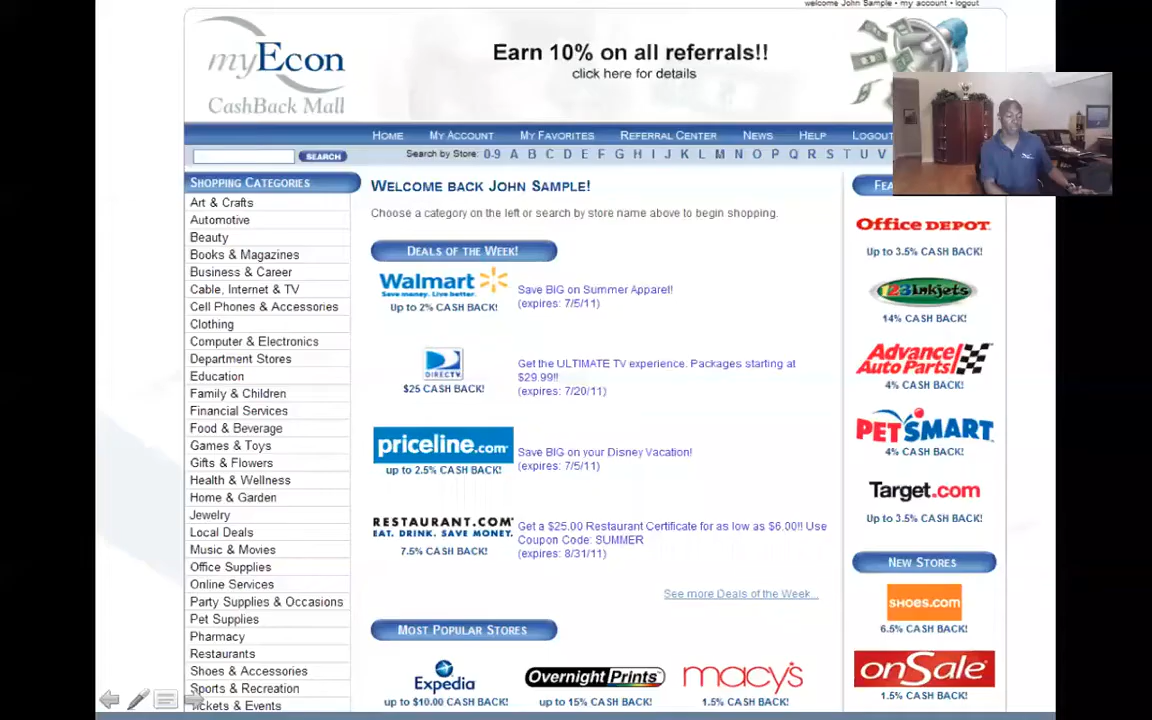 welcome John Sample • my account • logout
myEcon
CashBack Mall
Earn 10% on all referrals!!
click here for details
HOME MY ACCOUNT MY FAVORITES REFERRAL CENTER NEWS HELP LOGOUT
SEARCH
Search by Store: 0-9 A B C D E F G H I J K L M N O P Q R S T U V
SHOPPING CATEGORIES
Art & Crafts
Automotive
Beauty
Books & Magazines
Business & Career
Cable, Internet & TV
Cell Phones & Accessories
Clothing
Computer & Electronics
Department Stores
Education
Family & Children
Financial Services
Food & Beverage
Games & Toys
Gifts & Flowers
Health & Wellness
Home & Garden
Jewelry
Local Deals
Music & Movies
Office Supplies
Online Services
Party Supplies & Occasions
Pet Supplies
Pharmacy
Restaurants
Shoes & Accessories
Sports & Recreation
Tickets & Events
WELCOME BACK JOHN SAMPLE!
Choose a category on the left or search by store name above to begin shopping.
DEALS OF THE WEEK!
Walmart
Save money. Live better.
Up to 2% CASH BACK!
Save BIG on Summer Apparel!
(expires: 7/5/11)
DIRECTV
$25 CASH BACK!
Get the ULTIMATE TV experience. Packages starting at
$29.99!!
(expires: 7/20/11)
priceline.com
up to 2.5% CASH BACK!
Save BIG on your Disney Vacation!
(expires: 7/5/11)
RESTAURANT.COM
EAT. DRINK. SAVE MONEY.
7.5% CASH BACK!
Get a $25.00 Restaurant Certificate for as low as $6.00!! Use
Coupon Code: SUMMER
(expires: 8/31/11)
See more Deals of the Week...
MOST POPULAR STORES
Expedia
up to $10.00 CASH BACK!
Overnight Prints
up to 15% CASH BACK!
macy's
1.5% CASH BACK!
Office DEPOT.
Up to 3.5% CASH BACK!
123inkjets
14% CASH BACK!
Advance Auto Parts
4% CASH BACK!
PETSMART
4% CASH BACK!
Target.com
Up to 3.5% CASH BACK!
NEW STORES
SHOES.COM
6.5% CASH BACK!
onSale
1.5% CASH BACK!